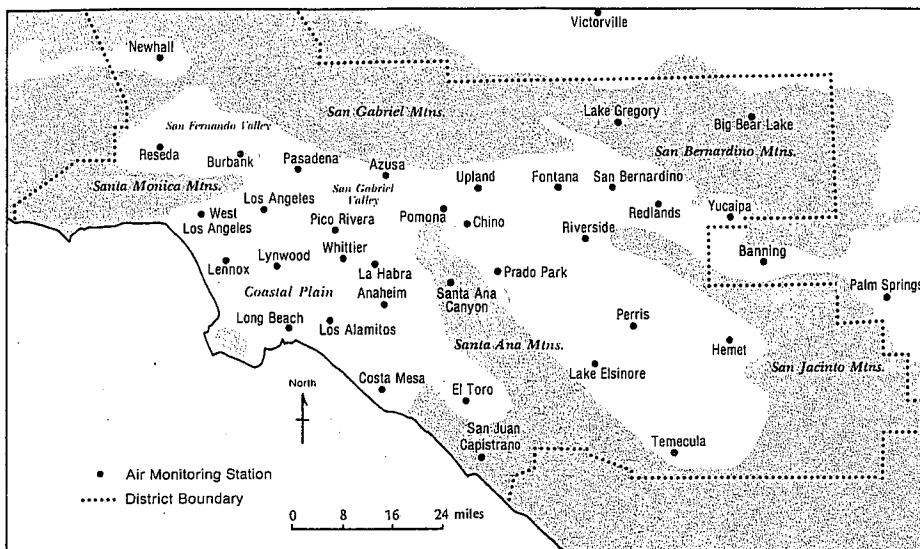 Victorville
Newhall
San Gabriel Mtns.
Lake Gregory
Big Bear Lake
San Fernando Valley
San Bernardino Mtns.
Reseda
Burbank
Pasadena
Azusa
Santa Monica Mtns.
San Gabriel
Valley
Upland
Fontana
San Bernardino
Los Angeles
West
Los Angeles
Pico Rivera
Pomona
Chino
Redlands
Yucaipa
Riverside
Whittier
Lynwood
Lennox
La Habra
Prado Park
Banning
Palm Springs
Coastal Plain
Anaheim
Santa Ana
Canyon
Long Beach
Los Alamitos
Perris
Santa Ana Mtns.
Hemet
Lake Elsinore
San Jacinto Mtns.
North
Costa Mesa
El Toro
San Juan
Capistrano
Temecula
Air Monitoring Station
District Boundary
0 8 16 24 miles